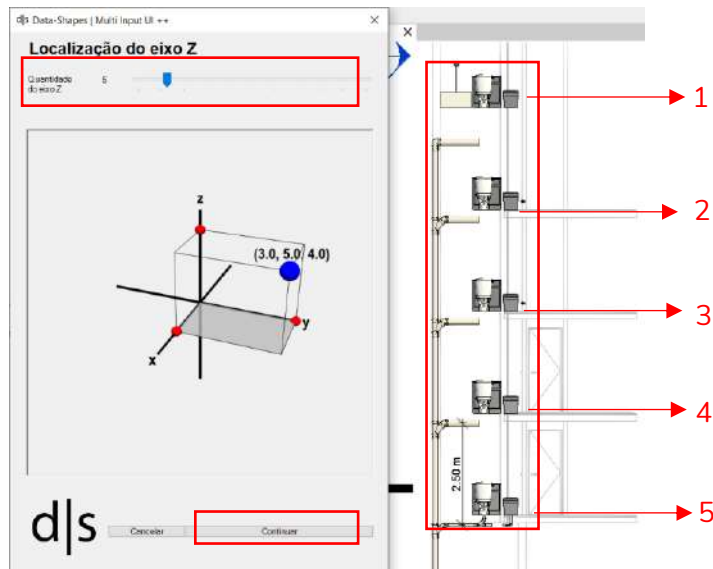 d|s Data-Shapes | Multi Input UI ++
Localização do eixo Z
Quantidade do eixo Z
5
z
(3.0, 5.0, 4.0)
y
x
d|s
Cancelar
Continuer
1
2
3
4
2.50 m
5